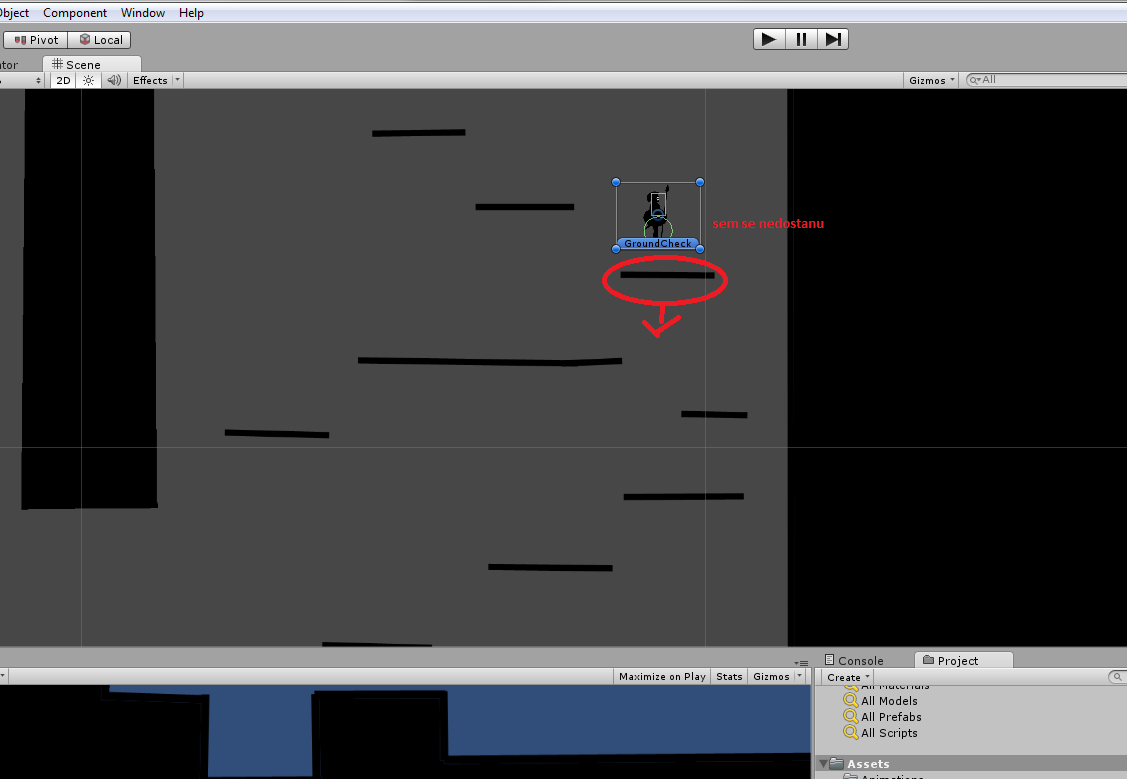 Object Component Window Help
Pivot Local
Scene
2D Effects Gizmos All
GroundCheck
sem se nedostanu
Console Project
Maximize on Play Stats Gizmos Create
All Materials
All Models
All Prefabs
All Scripts
Assets
Animations